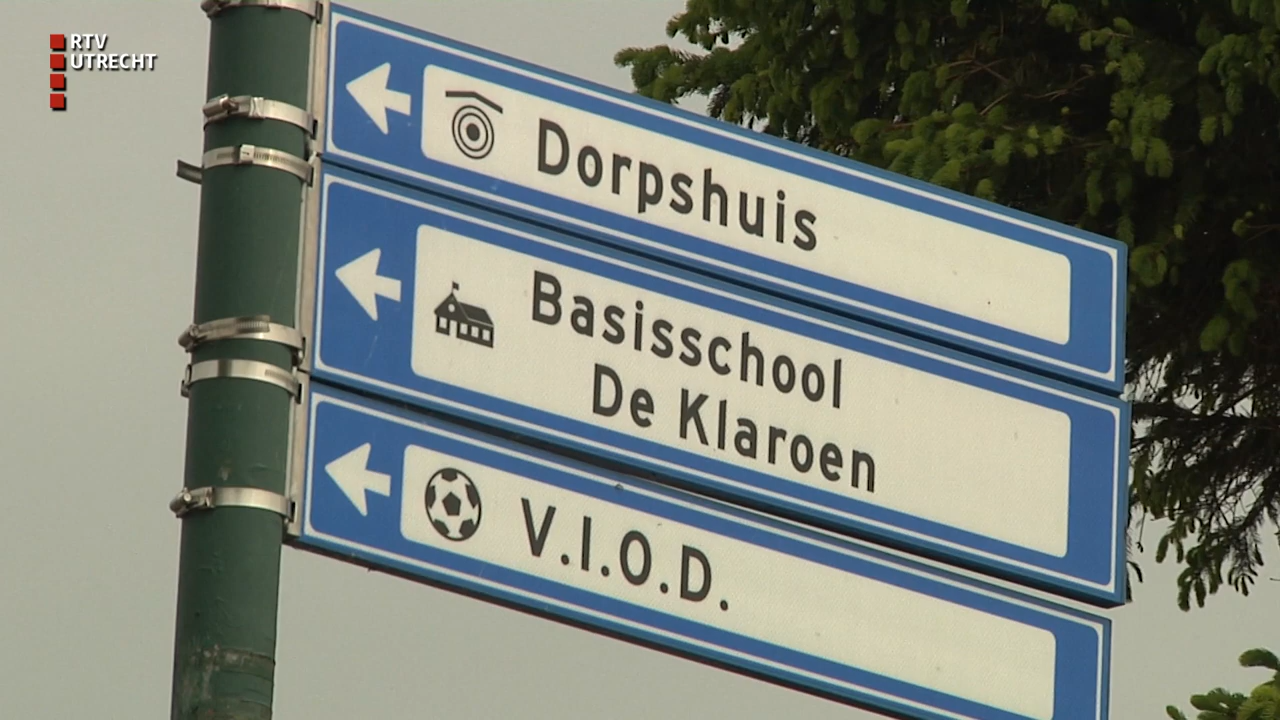 RTV
UTRECHT
Dorpshuis
Basisschool
De Klaroen
V.I.O.D.